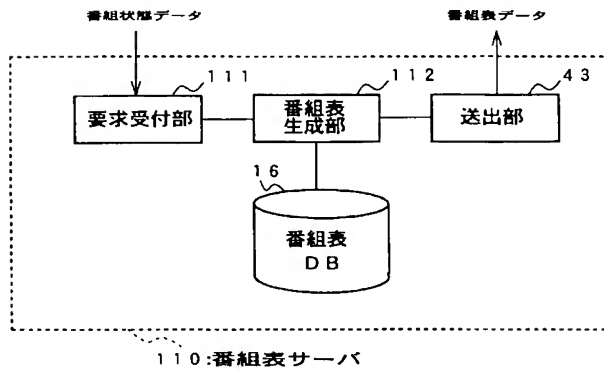 番組状態データ
番組表データ
111
112
43
要求受付部
番組表
生成部
送出部
16
番組表
DB
110:番組表サーバ